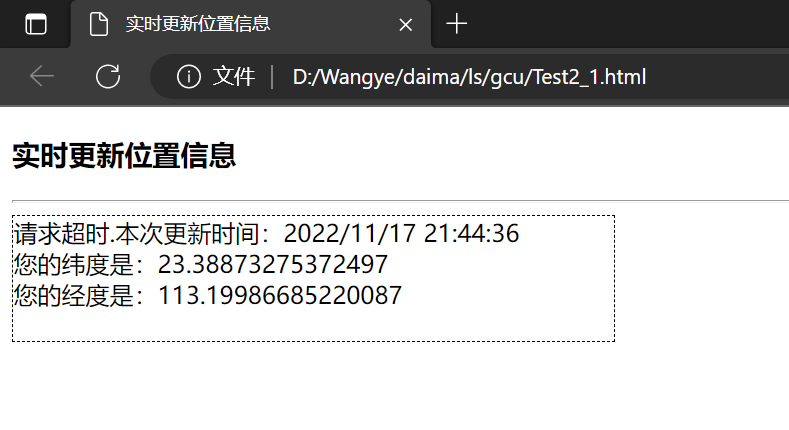 实时更新位置信息
文件 D:/Wangye/daima/ls/gcu/Test2_1.html
实时更新位置信息
请求超时.本次更新时间：2022/11/17 21:44:36
您的纬度是：23.38873275372497
您的经度是：113.19986685220087